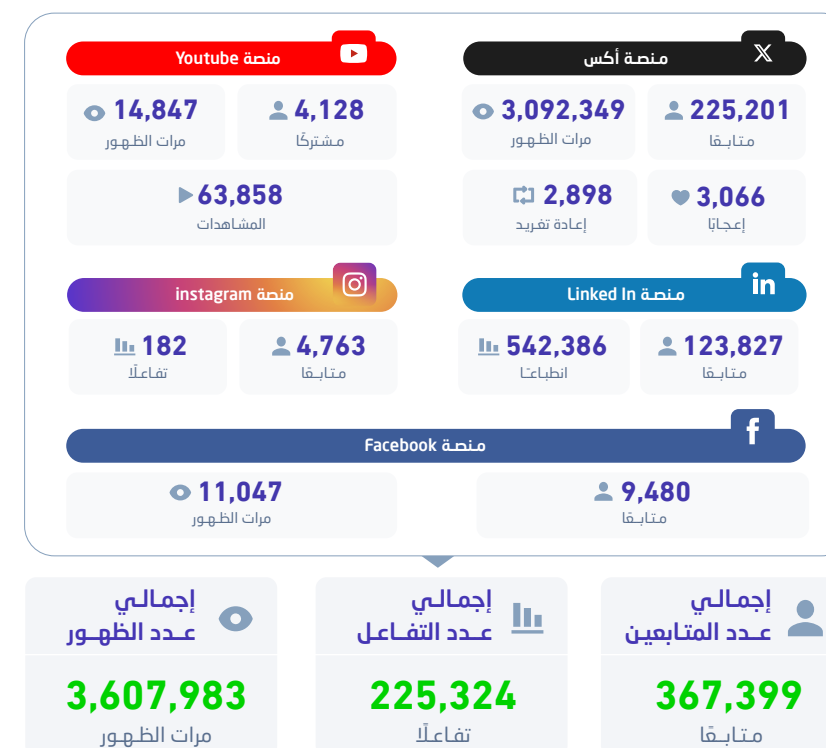 منصة أكس
225,201
متابعًا
3,092,349
مرات الظهور
3,066
إعجابًا
2,898
إعادة تغريد
منصة Youtube
4,128
مشتركًا
14,847
مرات الظهور
63,858
المشاهدات
منصة Linked In
in
123,827
متابعًا
542,386
انطباعًا
منصة instagram
4,763
متابعًا
182
تفاعلًا
منصة Facebook
f
9,480
متابعًا
11,047
مرات الظهور
إجمالي
عدد المتابعين
367,399
متابعًا
إجمالي
عدد التفاعل
225,324
تفاعلًا
إجمالي
عدد الظهور
3,607,983
مرات الظهور